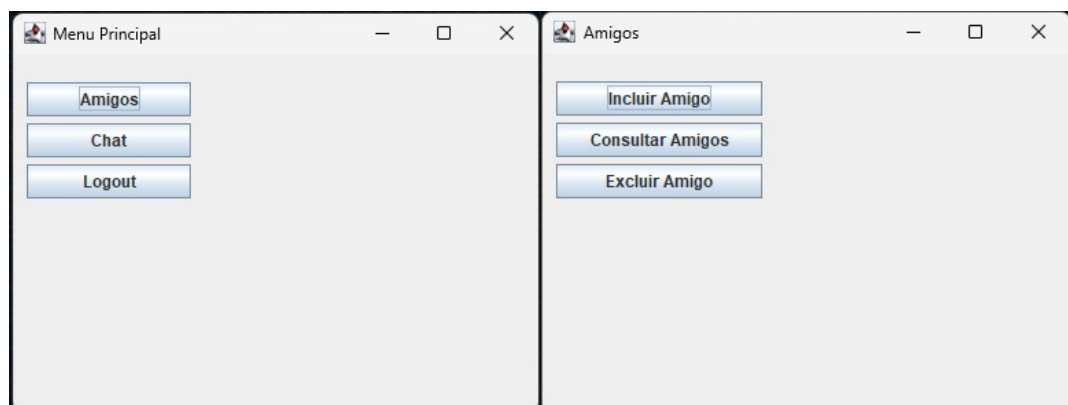 Menu Principal
Amigos
Chat
Logout
Amigos
Incluir Amigo
Consultar Amigos
Excluir Amigo